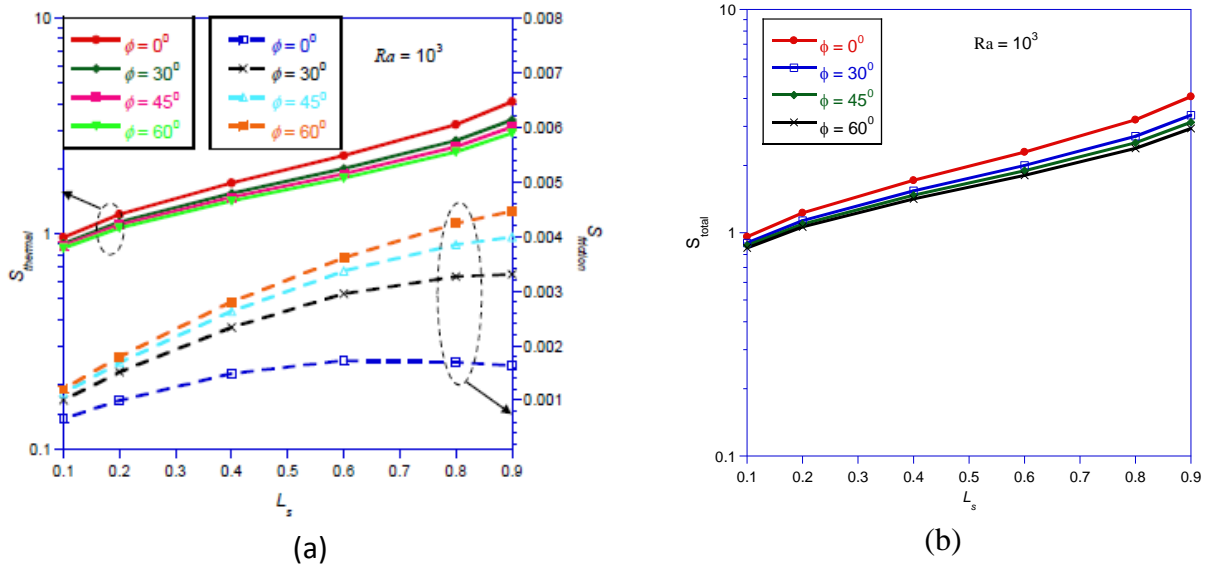 10
0.008
ϕ = 0⁰
ϕ = 30⁰
ϕ = 45⁰
ϕ = 60⁰
ϕ = 0⁰
ϕ = 30⁰
ϕ = 45⁰
ϕ = 60⁰
Ra = 10³
0.007
0.006
0.005
1
0.004
0.003
0.002
0.001
0.1
S_thermal
S_friction
0.1 0.2 0.3 0.4 0.5 0.6 0.7 0.8 0.9
L_s
(a)
10
ϕ = 0⁰
ϕ = 30⁰
ϕ = 45⁰
ϕ = 60⁰
Ra = 10³
1
S_total
0.1
0.1 0.2 0.3 0.4 0.5 0.6 0.7 0.8 0.9
L_s
(b)